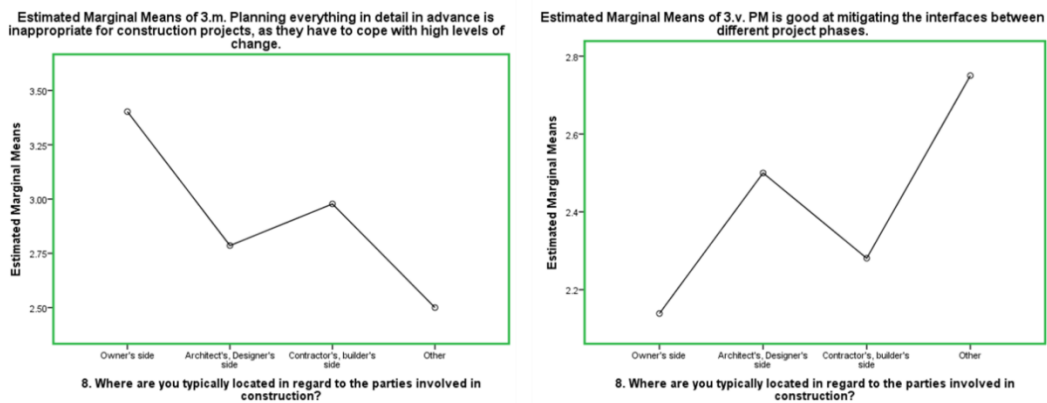 Estimated Marginal Means of 3.m. Planning everything in detail in advance is
inappropriate for construction projects, as they have to cope with high levels of
change.
3.50
3.25
3.00
2.75
2.50
Estimated Marginal Means
Owner's side
Architect's, Designer's
side
Contractor's, builder's
side
Other
8. Where are you typically located in regard to the parties involved in
construction?
Estimated Marginal Means of 3.v. PM is good at mitigating the interfaces between
different project phases.
2.8
2.6
2.4
2.2
Estimated Marginal Means
Owner's side
Architect's, Designer's
side
Contractor's, builder's
side
Other
8. Where are you typically located in regard to the parties involved in
construction?